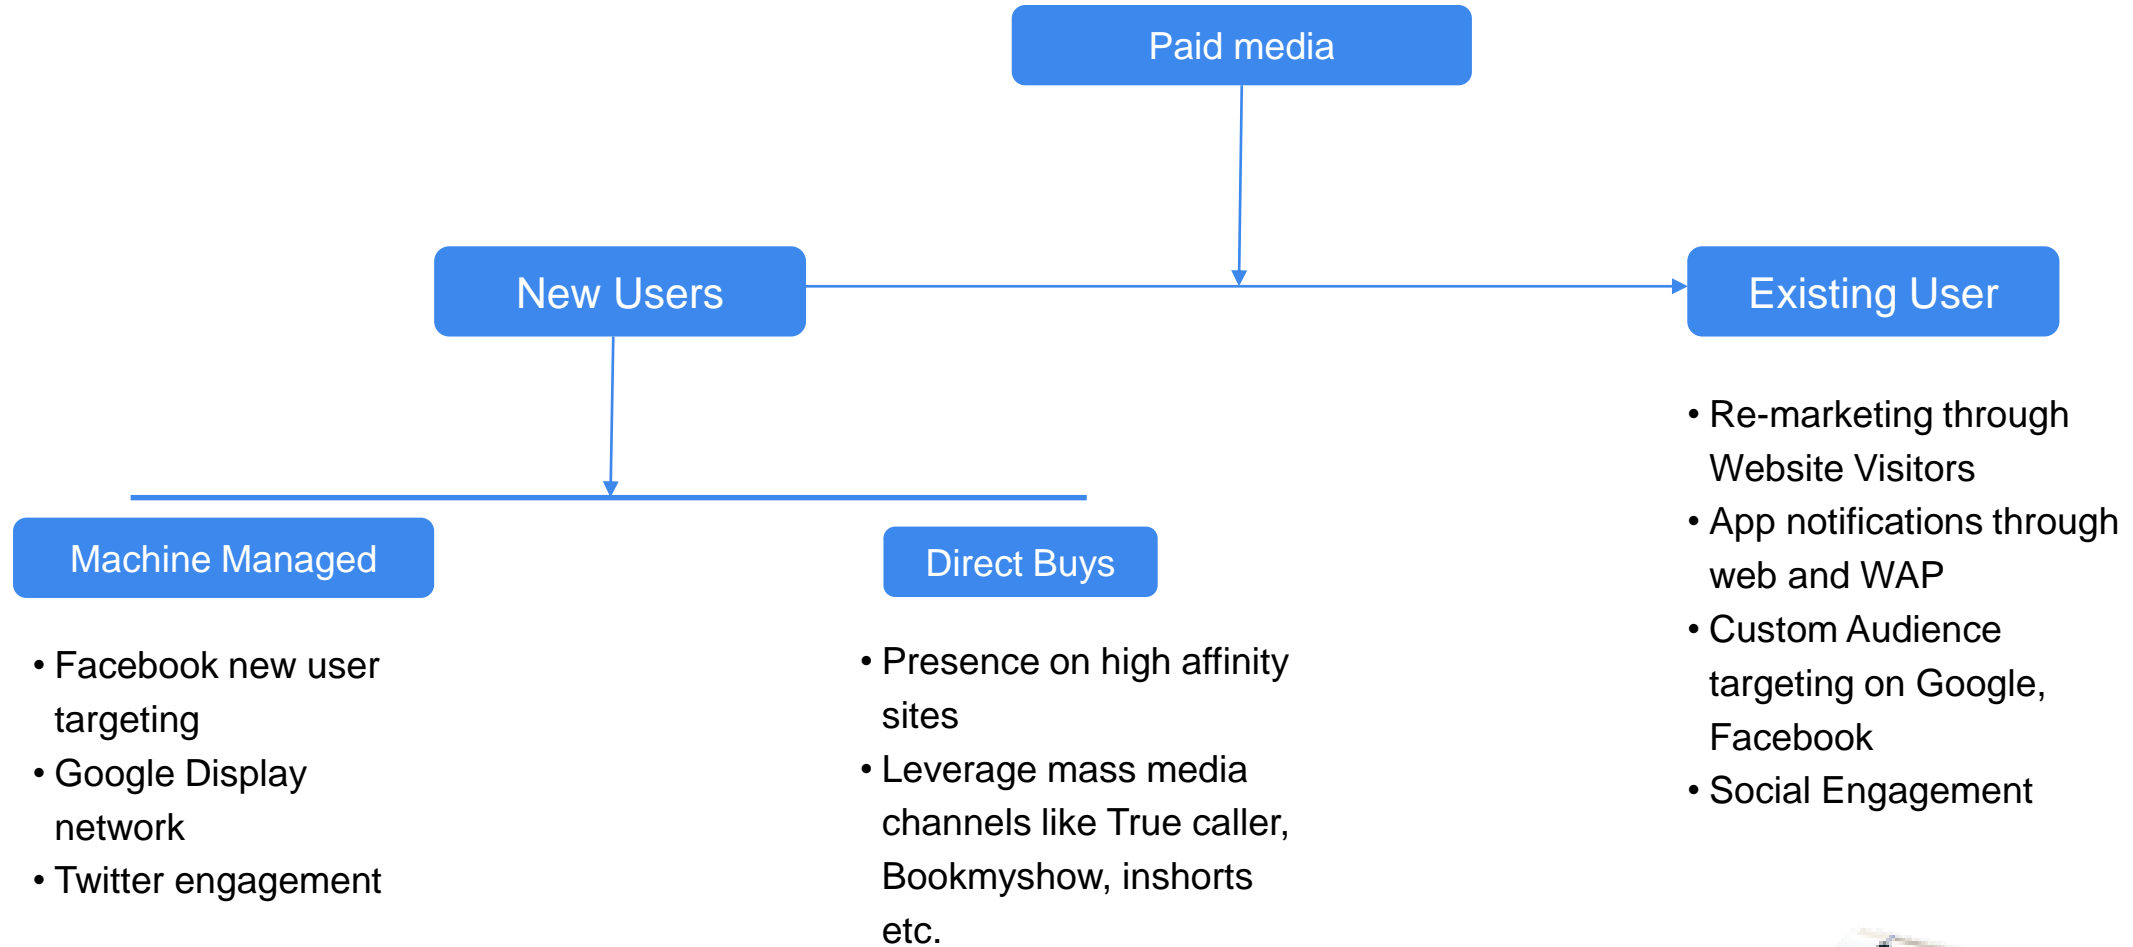 Paid media
New Users
Existing User
Machine Managed
• Facebook new user
targeting
• Google Display
network
• Twitter engagement
Direct Buys
• Presence on high affinity
sites
• Leverage mass media
channels like True caller,
Bookmyshow, inshorts
etc.
• Re-marketing through
Website Visitors
• App notifications through
web and WAP
• Custom Audience
targeting on Google,
Facebook
• Social Engagement